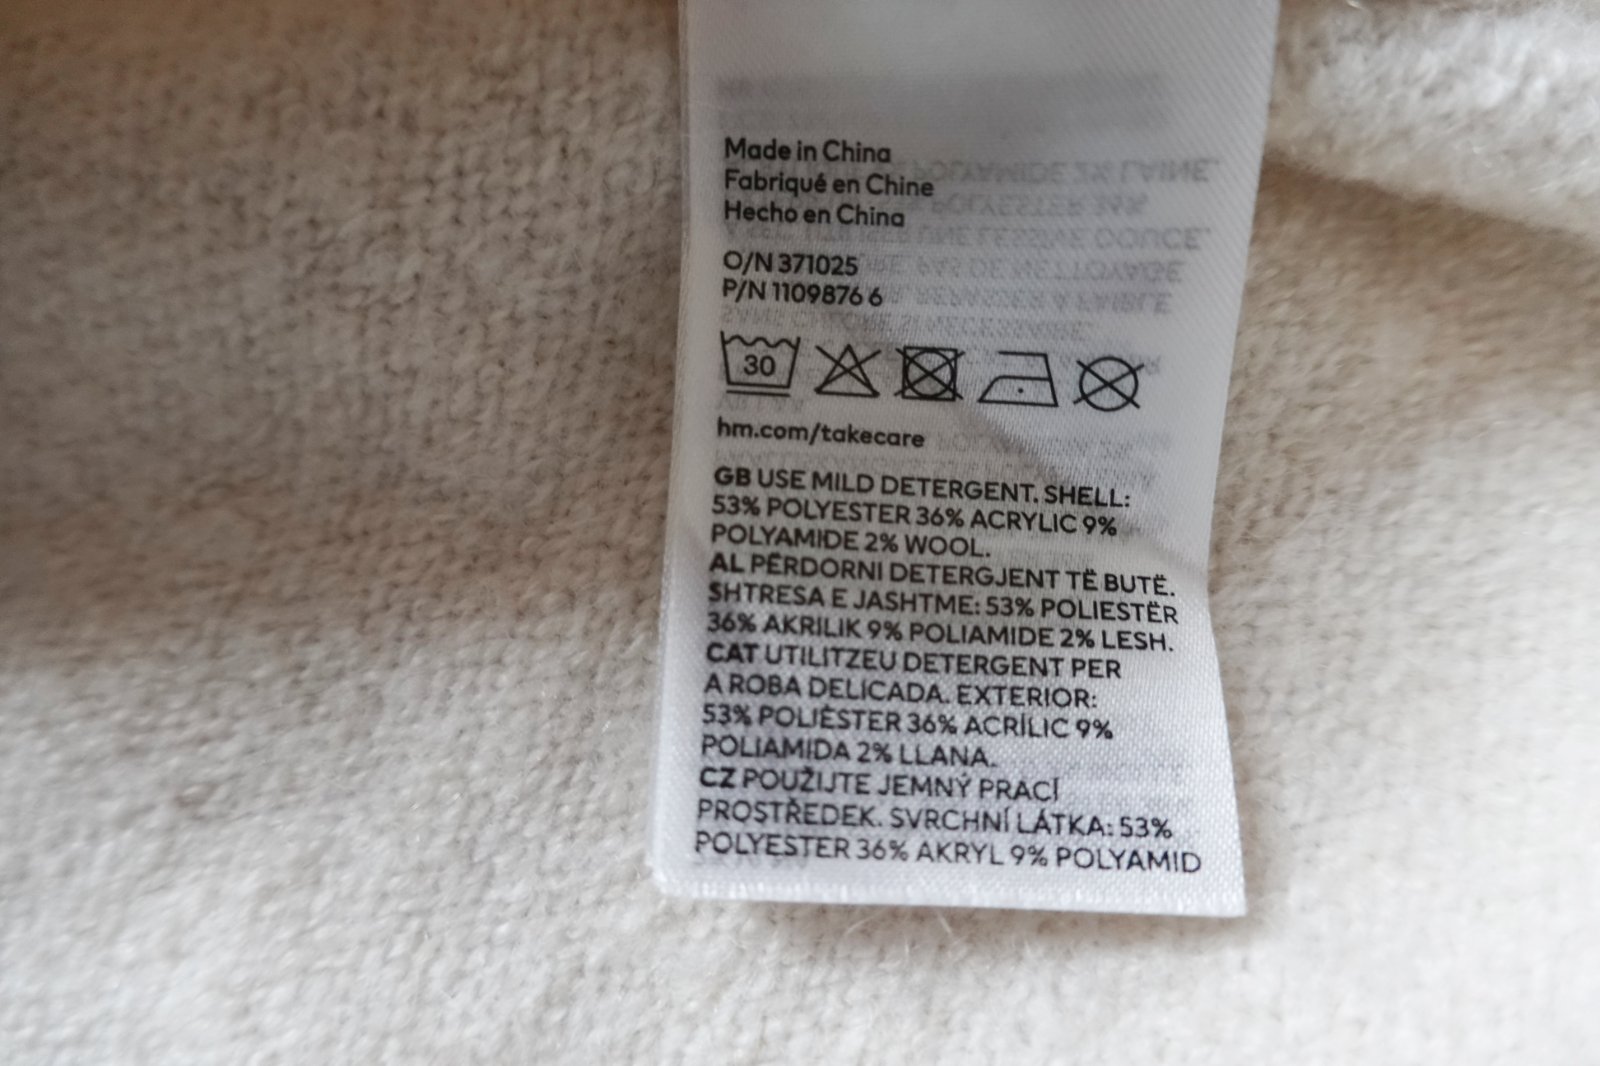 Made in China
Fabriqué en Chine
Hecho en China
O/N 371025
P/N 1109876 6
30
hm.com/takecare
GB USE MILD DETERGENT. SHELL:
53% POLYESTER 36% ACRYLIC 9%
POLYAMIDE 2% WOOL.
AL PËRDORNI DETERGJENT TË BUTË.
SHTRESA E JASHTME: 53% POLIESTËR
36% AKRILIK 9% POLIAMIDE 2% LESH.
CAT UTILITZEU DETERGENT PER
A ROBA DELICADA. EXTERIOR:
53% POLIÈSTER 36% ACRÍLIC 9%
POLIAMIDA 2% LLANA.
CZ POUŽIJTE JEMNÝ PRACÍ
PROSTŘEDEK. SVRCHNÍ LÁTKA: 53%
POLYESTER 36% AKRYL 9% POLYAMID